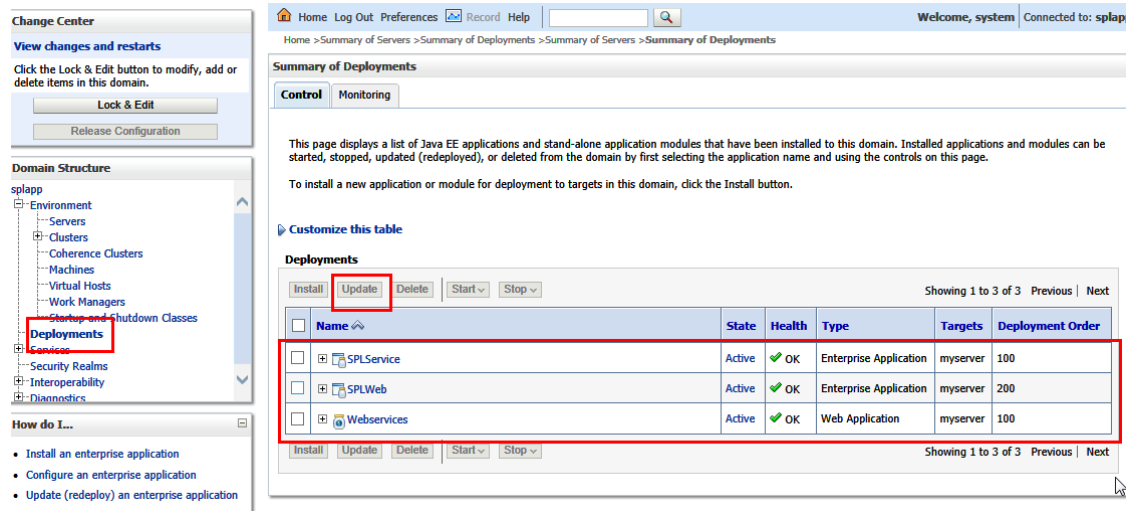 Change Center
View changes and restarts
Click the Lock & Edit button to modify, add or
delete items in this domain.
Lock & Edit
Release Configuration
Domain Structure
splapp
Environment
Servers
Clusters
Coherence Clusters
Machines
Virtual Hosts
Work Managers
Startup and Shutdown Classes
Deployments
Services
Security Realms
Interoperability
Diagnostics
How do I...
Install an enterprise application
Configure an enterprise application
Update (redeploy) an enterprise application
Home Log Out Preferences Record Help
Welcome, system Connected to: splapp
Home >Summary of Servers >Summary of Deployments >Summary of Servers >Summary of Deployments
Summary of Deployments
Control Monitoring
This page displays a list of Java EE applications and stand-alone application modules that have been installed to this domain. Installed applications and modules can be
started, stopped, updated (redeployed), or deleted from the domain by first selecting the application name and using the controls on this page.
To install a new application or module for deployment to targets in this domain, click the Install button.
Customize this table
Deployments
Install Update Delete Start Stop
Showing 1 to 3 of 3 Previous | Next
Name State Health Type Targets Deployment Order
SPLService Active OK Enterprise Application myserver 100
SPLWeb Active OK Enterprise Application myserver 200
Webservices Active OK Web Application myserver 100
Install Update Delete Start Stop
Showing 1 to 3 of 3 Previous | Next